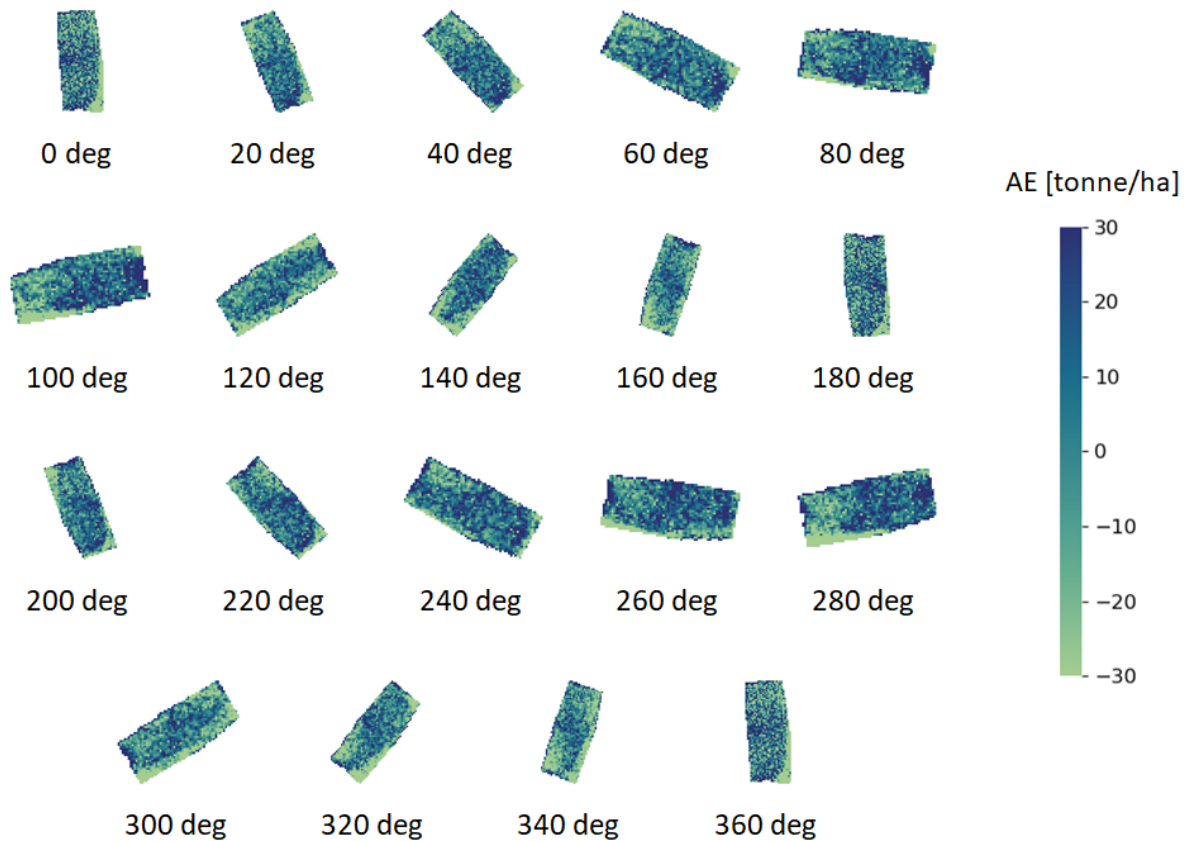 0 deg
20 deg
40 deg
60 deg
80 deg
AE [tonne/ha]
100 deg
120 deg
140 deg
160 deg
180 deg
30
20
10
0
−10
−20
−30
200 deg
220 deg
240 deg
260 deg
280 deg
300 deg
320 deg
340 deg
360 deg